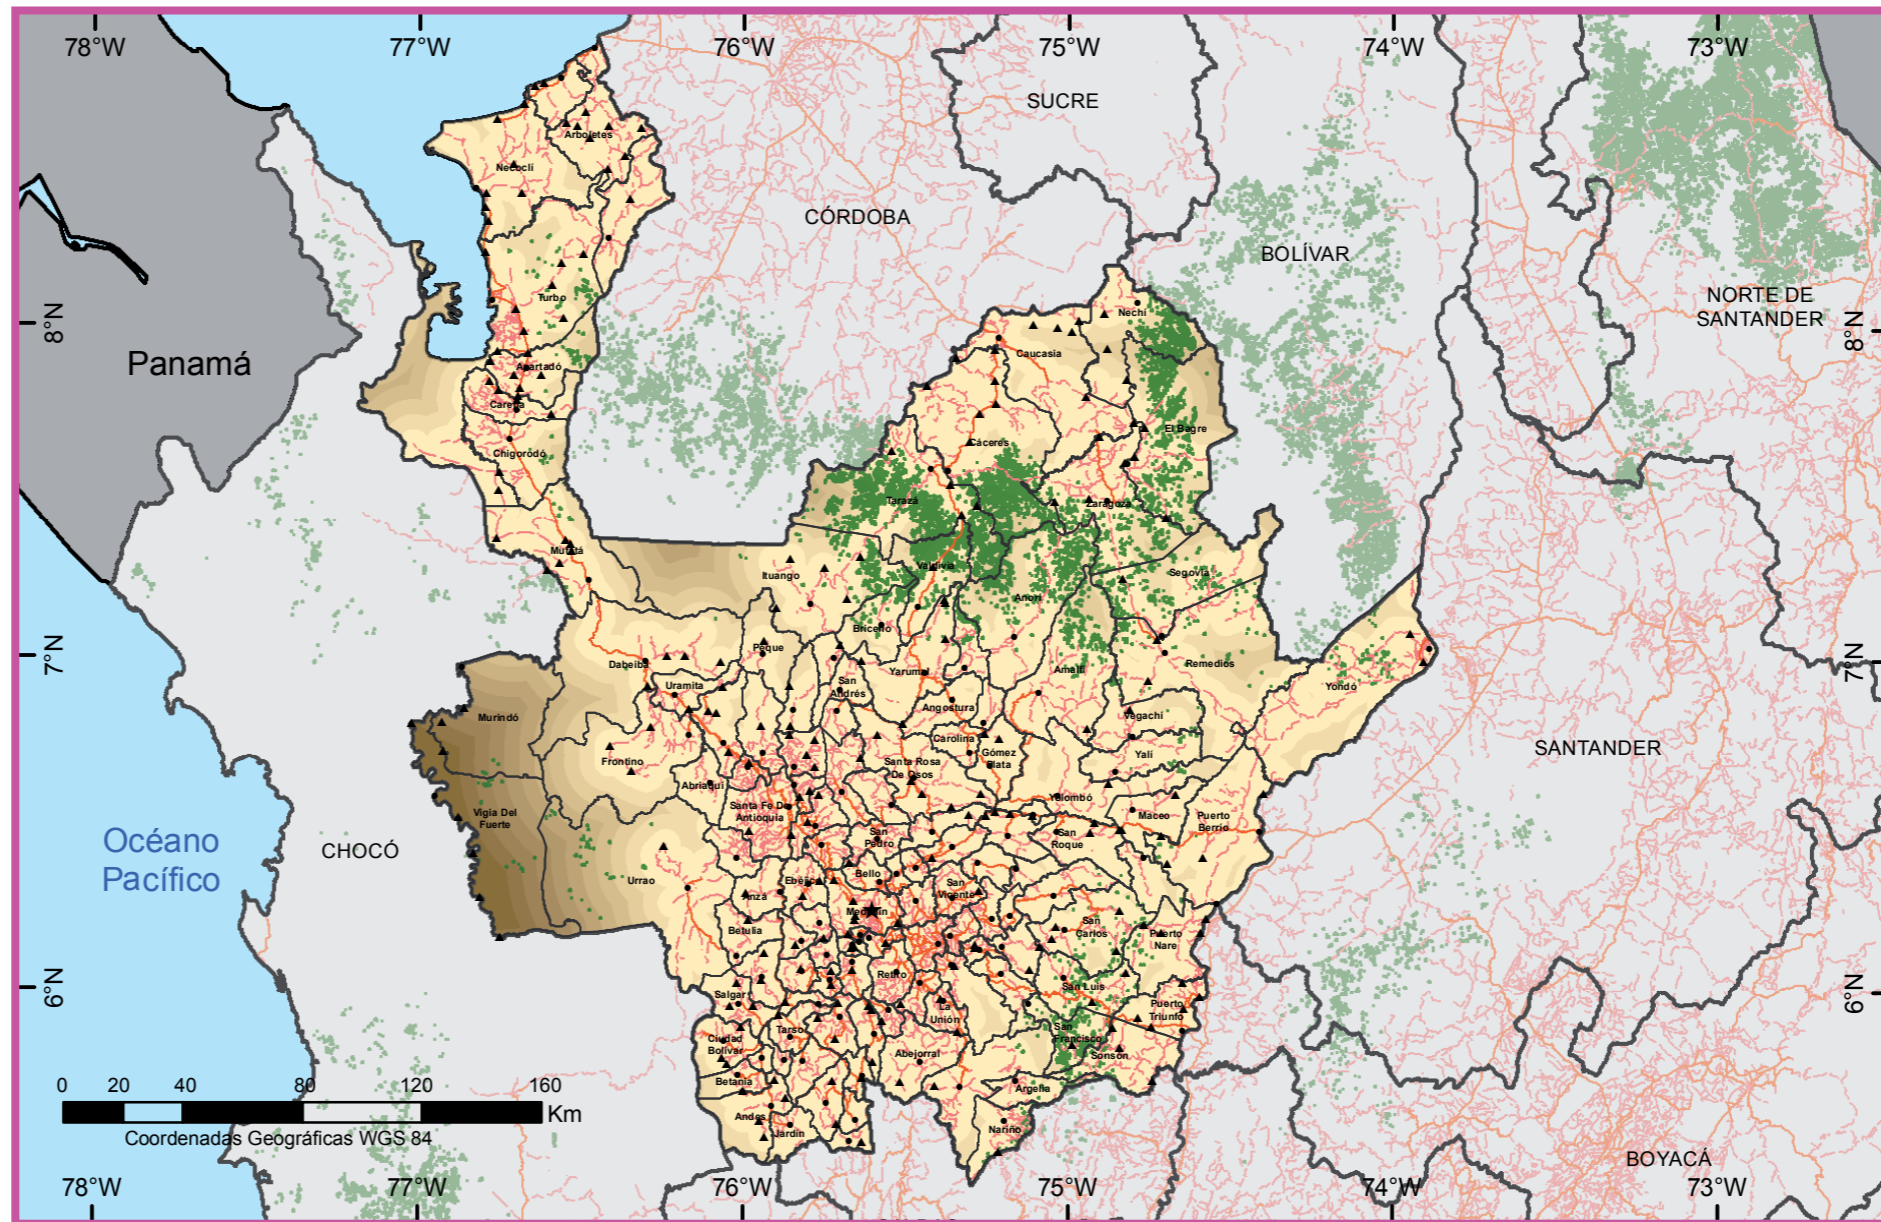 78°W
77°W
76°W
75°W
74°W
73°W
SUCRE
Arboletes
Necoclí
CÓRDOBA
BOLÍVAR
NORTE DE
SANTANDER
8°N
8°N
Turbo
Nechí
Panamá
Caucasia
Apartadó
Carepa
El Bagre
Cáceres
Chigorodó
Tarazá
Zaragoza
Mutatá
Valdivia
Ituango
Segovia
Anorí
Briceño
7°N
7°N
Peque
Dabeiba
Remedios
Yarumal
Amalfi
San
Andrés
Uramita
Yondó
Angostura
Murindó
Vegachí
Carolina
SANTANDER
Gómez
Plata
Yalí
Frontino
Santa Rosa
De Osos
Abriaquí
Yolombó
Santa Fe De
Antioquia
Vigía Del
Fuerte
Maceo
Puerto
Berrío
Océano
Pacífico
CHOCÓ
San
Pedro
San
Roque
Bello
Urrao
Ebéjico
San
Vicente
Anzá
Medellín
Betulia
San
Carlos
Puerto
Nare
Retiro
6°N
6°N
San Luis
Salgar
La
Unión
Puerto
Triunfo
Tarso
San
Francisco
Ciudad
Bolívar
Abejorral
Sonsón
Betania
Argelia
0 20 40 80 120 160
Km
Andes
Jardín
Nariño
Coordenadas Geográficas WGS 84
BOYACÁ
78°W
77°W
76°W
75°W
74°W
73°W